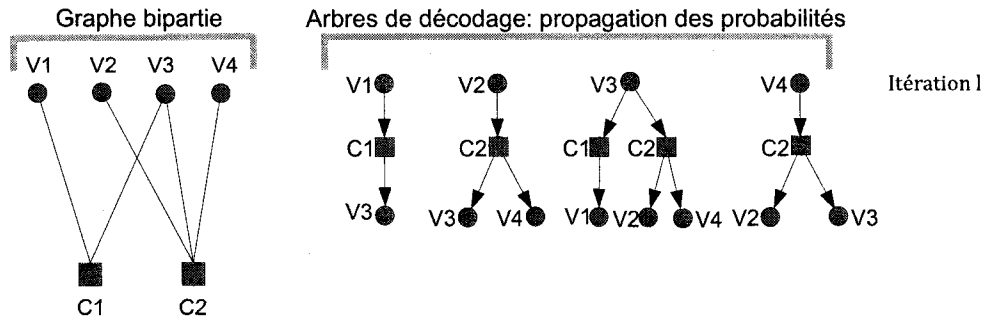 Graphe bipartie
Arbres de décodage: propagation des probabilités
V1 V2 V3 V4
V1 V2 V3 V4
Itération l
C1 C2 C1 C2 C2
V3 V3 V4 V1 V2 V4 V2 V3
C1 C2